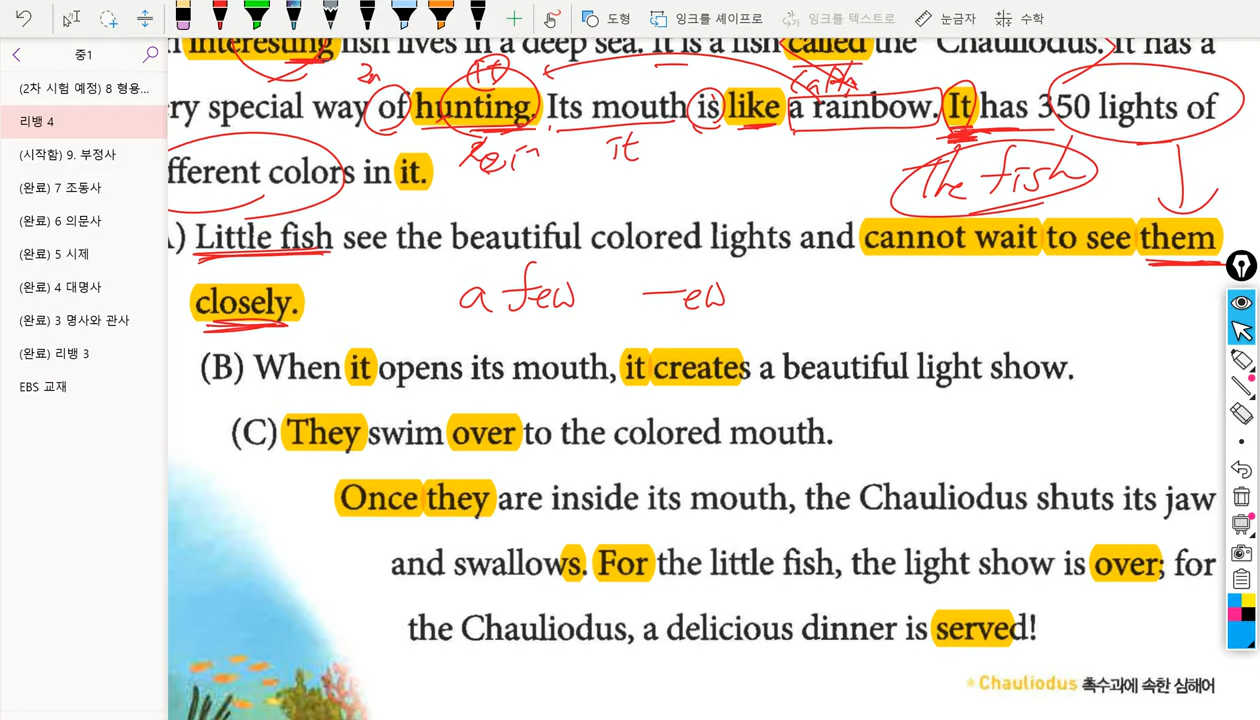 도형
잉크를 셰이프로
잉크를 텍스트로
눈금자
수학
중1
(2차 시험 예정) 8 형용...
리뱅 4
(시작함) 9. 부정사
(완료) 7 조동사
(완료) 6 의문사
(완료) 5 시제
(완료) 4 대명사
(완료) 3 명사와 관사
(완료) 리뱅 3
EBS 교재
interesting fish lives in a deep sea. It is a fish called the "Chauliodus." It has a
ry special way of hunting. Its mouth is like a rainbow. It has 350 lights of
it
the fish
fferent colors in it.
) Little fish see the beautiful colored lights and cannot wait to see them
closely.
a few
ew
(B) When it opens its mouth, it creates a beautiful light show.
(C) They swim over to the colored mouth.
Once they are inside its mouth, the Chauliodus shuts its jaw
and swallows. For the little fish, the light show is over; for
the Chauliodus, a delicious dinner is served!
* Chauliodus 촉수과에 속한 심해어